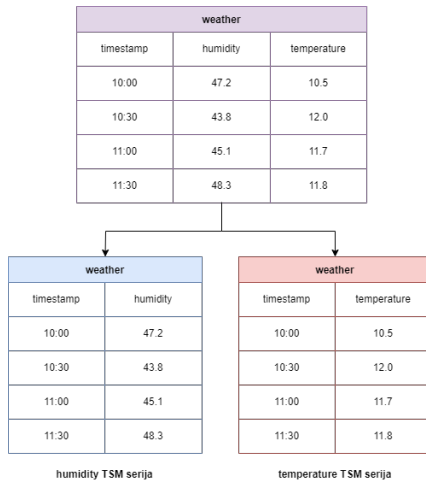 weather
timestamp humidity temperature
10:00 47.2 10.5
10:30 43.8 12.0
11:00 45.1 11.7
11:30 48.3 11.8
weather
timestamp humidity
10:00 47.2
10:30 43.8
11:00 45.1
11:30 48.3
humidity TSM serija
weather
timestamp temperature
10:00 10.5
10:30 12.0
11:00 11.7
11:30 11.8
temperature TSM serija